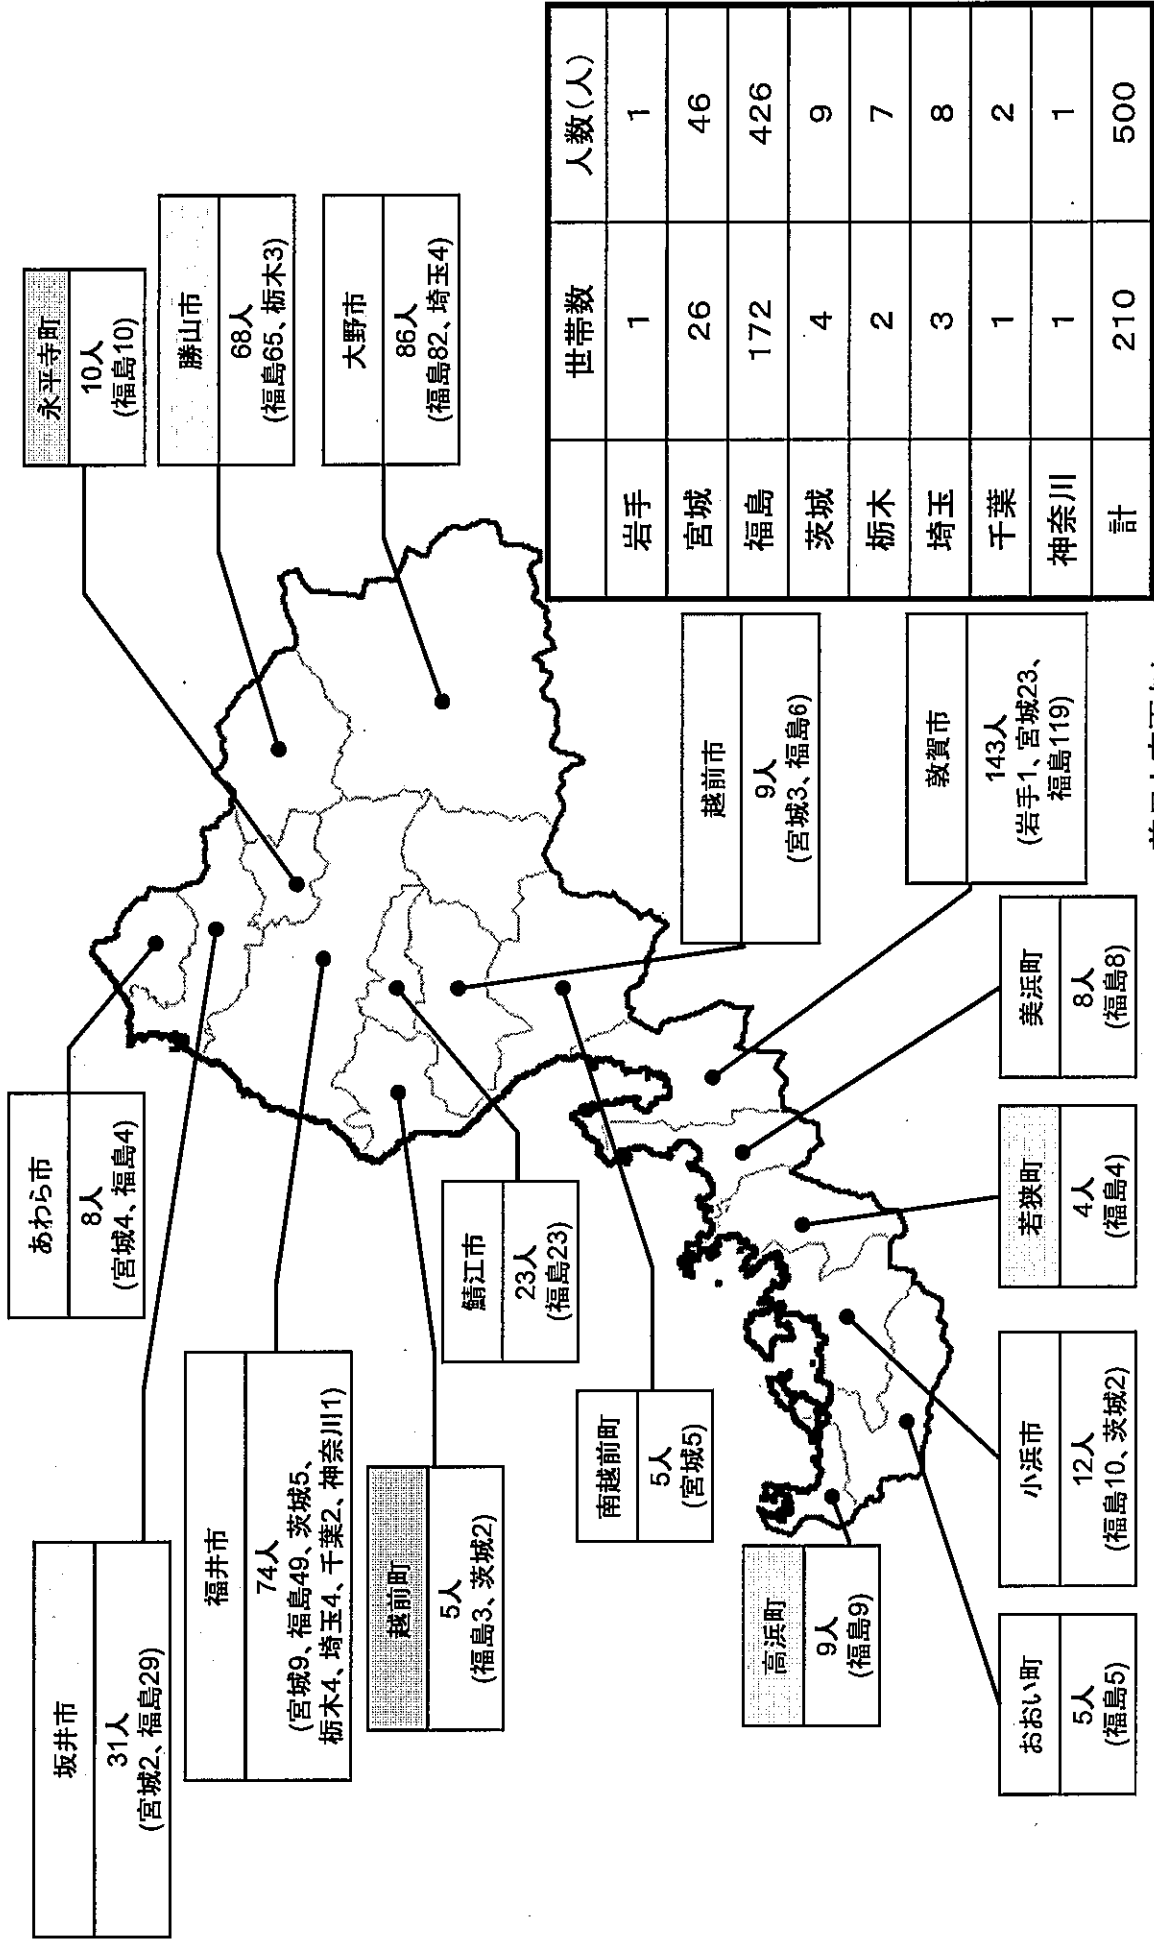 あわら市
8人
(宮城4、福島4)
坂井市
31人
(宮城2、福島29)
福井市
74人
(宮城9、福島49、茨城5、
栃木4、埼玉4、千葉2、神奈川1)
越前町
5人
(福島3、茨城2)
鯖江市
23人
(福島23)
南越前町
5人
(宮城5)
高浜町
9人
(福島9)
おおい町
5人
(福島5)
小浜市
12人
(福島10、茨城2)
若狭町
4人
(福島4)
美浜町
8人
(福島8)
敦賀市
143人
(岩手1、宮城23、
福島119)
越前市
9人
(宮城3、福島6)
永平寺町
10人
(福島10)
勝山市
68人
(福島65、栃木3)
大野市
86人
(福島82、埼玉4)
世帯数 人数(人)
岩手 1 1
宮城 26 46
福島 172 426
茨城 4 9
栃木 2 7
埼玉 3 8
千葉 1 2
神奈川 1 1
計 210 500